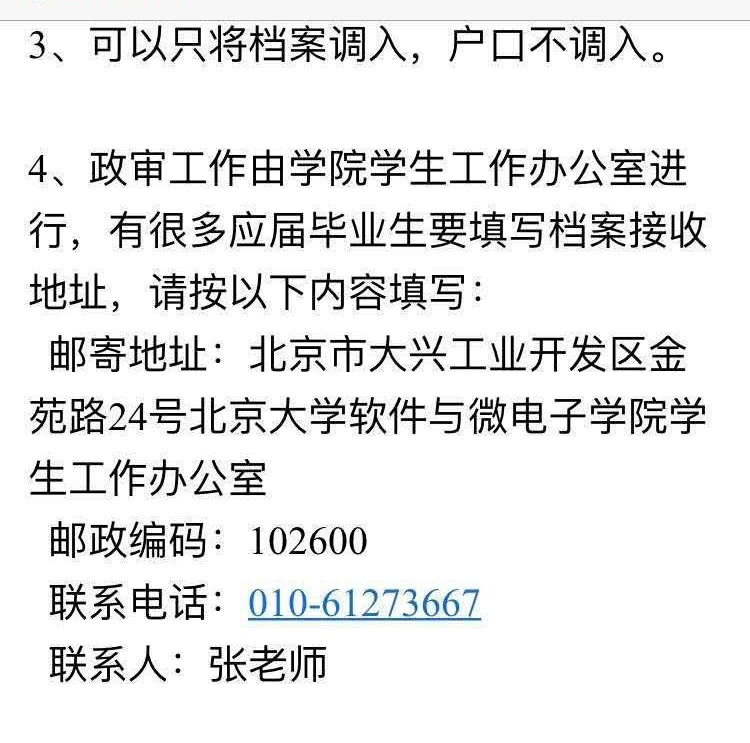 3、可以只将档案调入，户口不调入。
4、政审工作由学院学生工作办公室进
行，有很多应届毕业生要填写档案接收
地址，请按以下内容填写：
邮寄地址：北京市大兴工业开发区金
苑路24号北京大学软件与微电子学院学
生工作办公室
邮政编码：102600
联系电话：010-61273667
联系人：张老师